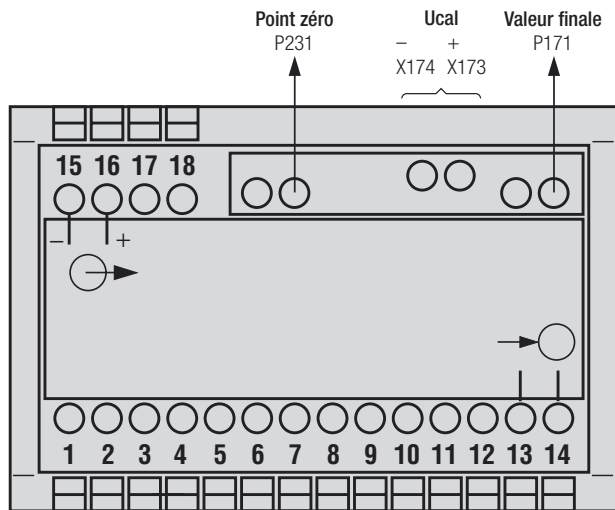 Point zéro Ucal Valeur finale
P231 – + P171
X174 X173
15 16 17 18
– +
1 2 3 4 5 6 7 8 9 10 11 12 13 14